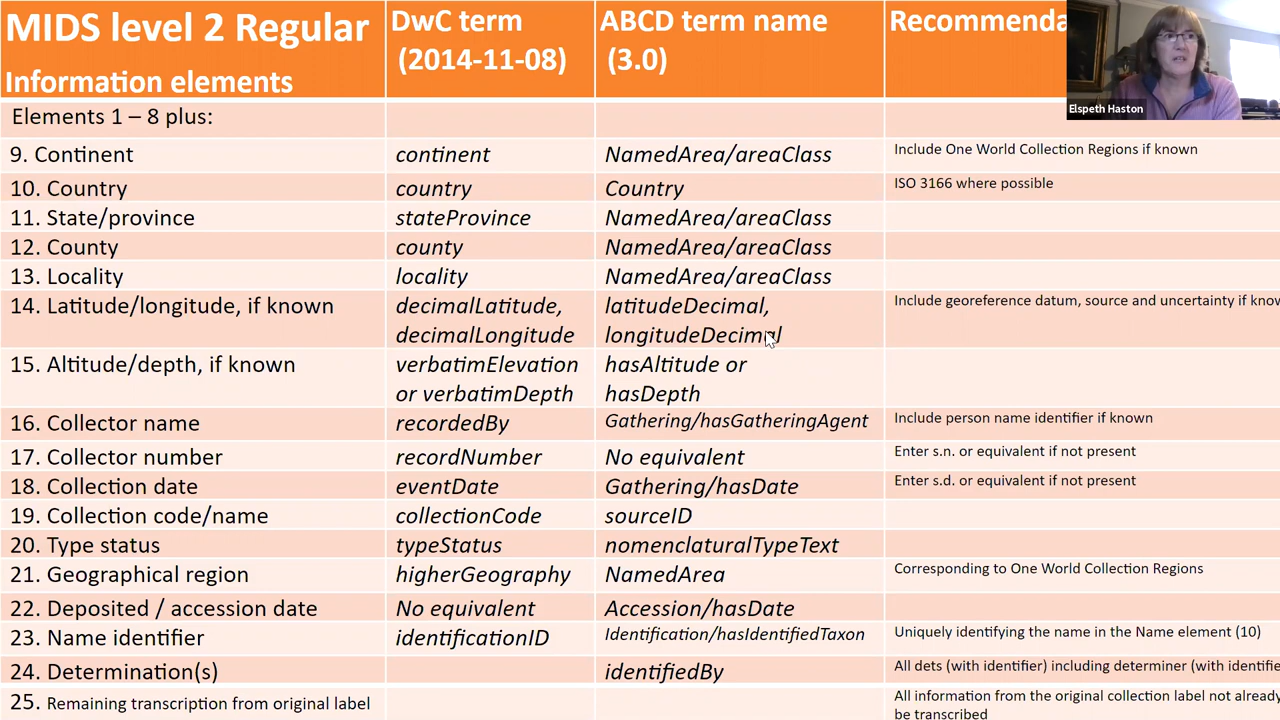 MIDS level 2 Regular
Information elements
DwC term
(2014-11-08)
ABCD term name
(3.0)
Elspeth Haston
Elements 1 – 8 plus:
9. Continent continent NamedArea/areaClass Include One World Collection Regions if known
10. Country country Country ISO 3166 where possible
11. State/province stateProvince NamedArea/areaClass
12. County county NamedArea/areaClass
13. Locality locality NamedArea/areaClass
14. Latitude/longitude, if known decimalLatitude, latitudeDecimal, Include georeference datum, source and uncertainty if
decimalLongitude longitudeDecimal
15. Altitude/depth, if known verbatimElevation hasAltitude or
or verbatimDepth hasDepth
16. Collector name recordedBy Gathering/hasGatheringAgent Include person name identifier if known
17. Collector number recordNumber No equivalent Enter s.n. or equivalent if not present
18. Collection date eventDate Gathering/hasDate Enter s.d. or equivalent if not present
19. Collection code/name collectionCode sourceID
20. Type status typeStatus nomenclaturalTypeText
21. Geographical region higherGeography NamedArea Corresponding to One World Collection Regions
22. Deposited / accession date No equivalent Accession/hasDate
23. Name identifier identificationID Identification/hasIdentifiedTaxon Uniquely identifying the name in the Name element (10)
24. Determination(s) identifiedBy All dets (with identifier) including determiner (with
25. Remaining transcription from original label All information from the original collection label not already
be transcribed